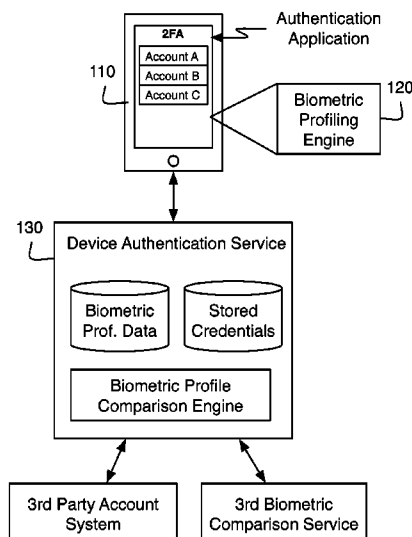 2FA
Authentication
Application
110
Account A
Account B
Account C
120
Biometric
Profiling
Engine
130
Device Authentication Service
Biometric
Prof. Data
Stored
Credentials
Biometric Profile
Comparison Engine
3rd Party Account
System
3rd Biometric
Comparison Service